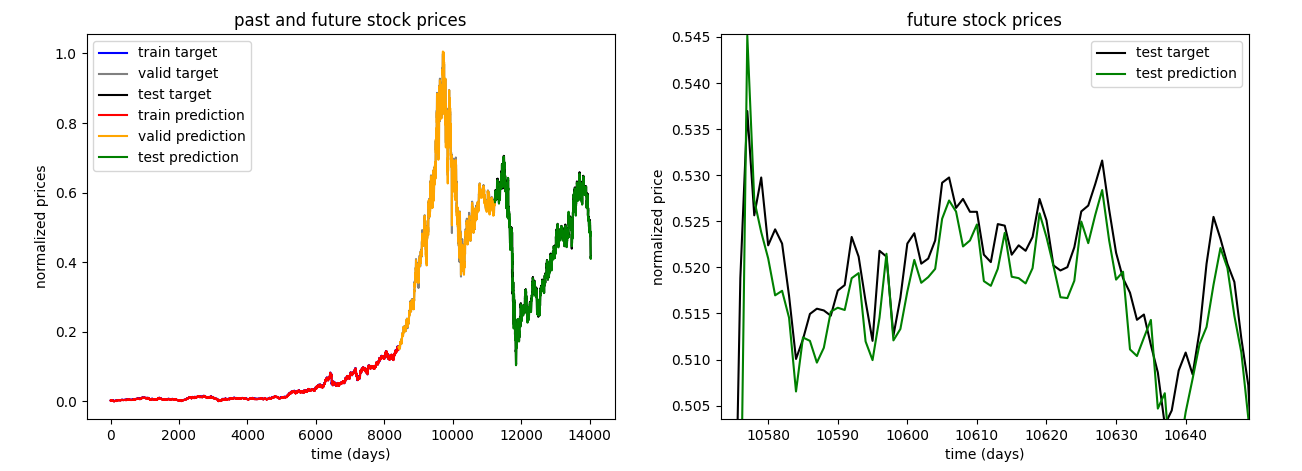 past and future stock prices
normalized prices
1.0
0.8
0.6
0.4
0.2
0.0
train target
valid target
test target
train prediction
valid prediction
test prediction
0 2000 4000 6000 8000 10000 12000 14000
time (days)
future stock prices
normalized price
0.545
0.540
0.535
0.530
0.525
0.520
0.515
0.510
0.505
test target
test prediction
10580 10590 10600 10610 10620 10630 10640
time (days)